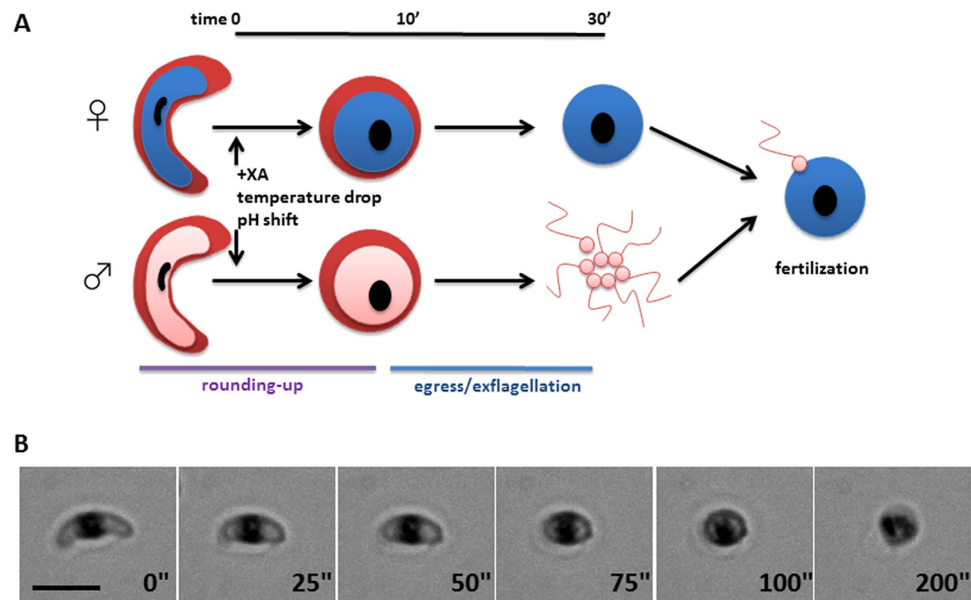 A
time 0 10′ 30′
♀
+XA
temperature drop
pH shift
♂
fertilization
rounding-up egress/exflagellation
B
0" 25" 50" 75" 100" 200"